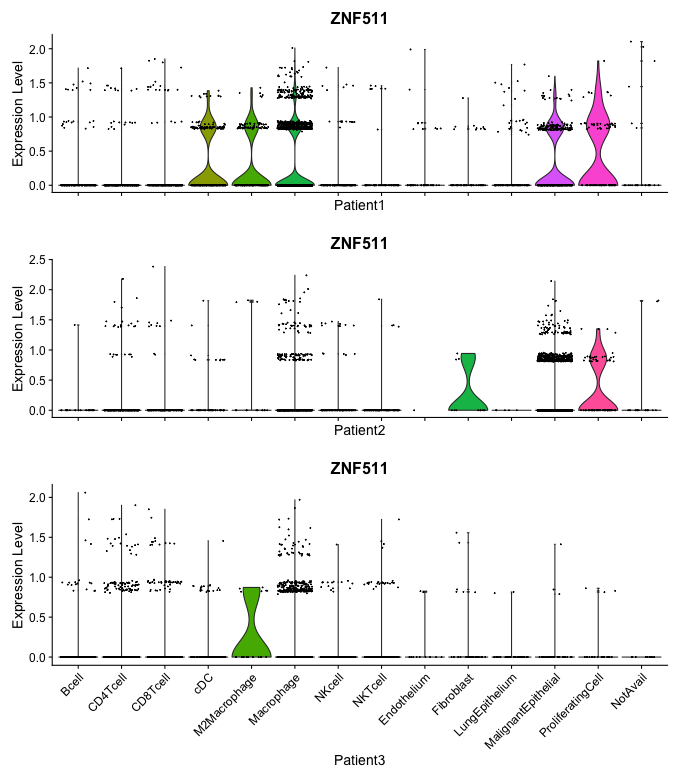 ZNF511
Expression Level
2.0
1.5
1.0
0.5
0.0
Patient1
ZNF511
Expression Level
2.5
2.0
1.5
1.0
0.5
0.0
Patient2
ZNF511
Expression Level
2.0
1.5
1.0
0.5
0.0
Bcell
CD4Tcell
CD8Tcell
cDC
M2Macrophage
Macrophage
NKcell
NKTcell
Endothelium
Fibroblast
LungEpithelium
MalignantEpithelial
ProliferatingCell
NotAvail
Patient3